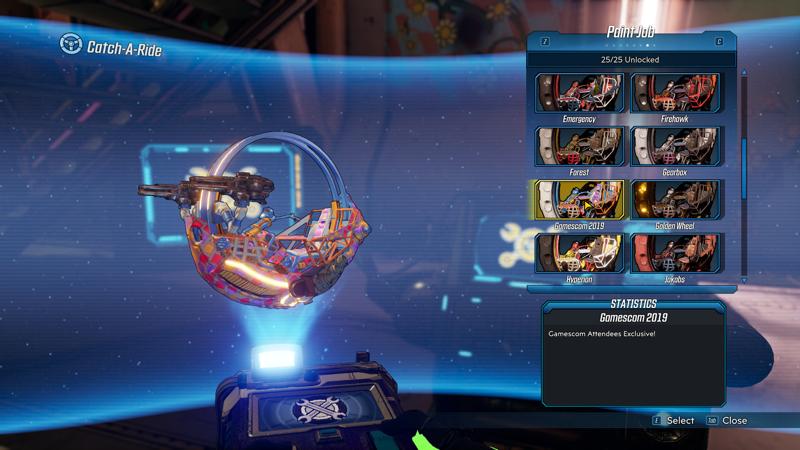 Catch-A-Ride
Paint Job
Z
C
25/25 Unlocked
Emergency
Firehawk
Forest
Gearbox
Gamescom 2019
Golden Wheel
Hyperion
Jakobs
STATISTICS
Gamescom 2019
Gamescom Attendees Exclusive!
E Select
Tab Close